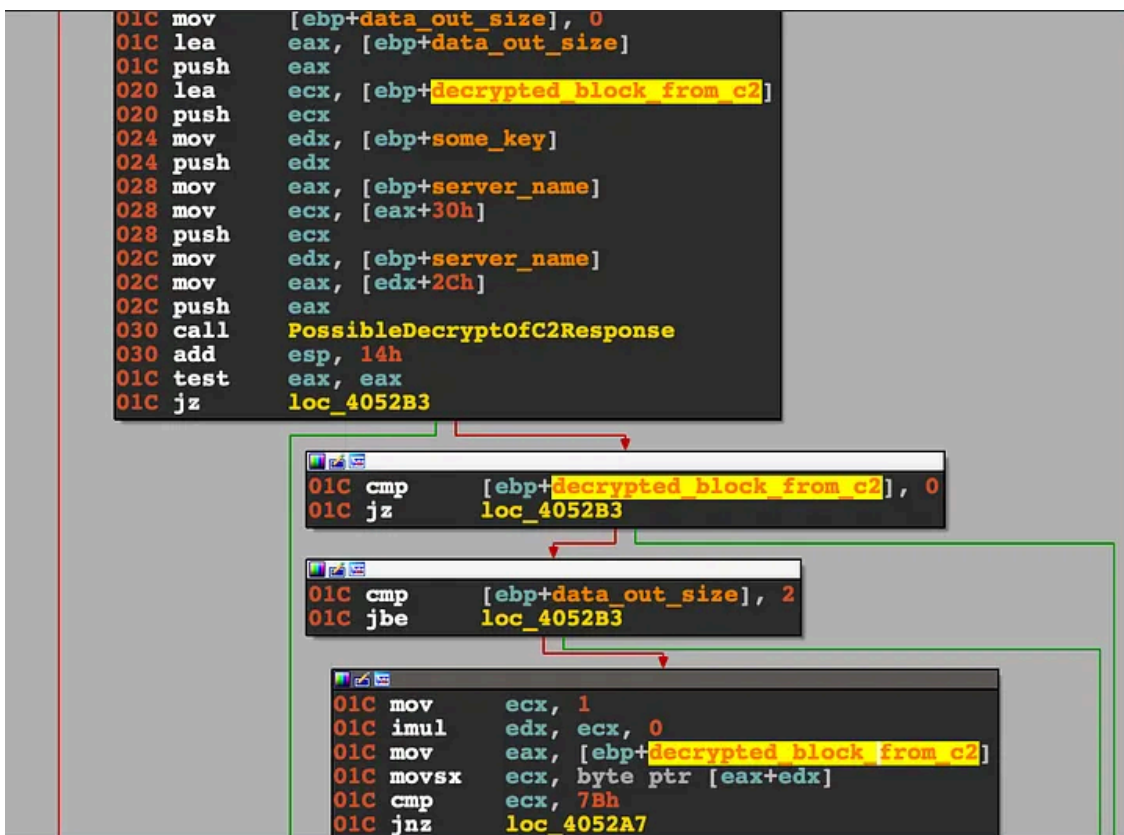 01C mov [ebp+data_out_size], 0
01C lea eax, [ebp+data_out_size]
01C push eax
020 lea ecx, [ebp+decrypted_block_from_c2]
020 push ecx
024 mov edx, [ebp+some_key]
024 push edx
028 mov eax, [ebp+server_name]
028 mov ecx, [eax+30h]
028 push ecx
02C mov edx, [ebp+server_name]
02C mov eax, [edx+2Ch]
02C push eax
030 call PossibleDecryptOfC2Response
030 add esp, 14h
01C test eax, eax
01C jz loc_4052B3
01C cmp [ebp+decrypted_block_from_c2], 0
01C jz loc_4052B3
01C cmp [ebp+data_out_size], 2
01C jbe loc_4052B3
01C mov ecx, 1
01C imul edx, ecx, 0
01C mov eax, [ebp+decrypted_block_from_c2]
01C movsx ecx, byte ptr [eax+edx]
01C cmp ecx, 7Bh
01C jnz loc_4052A7